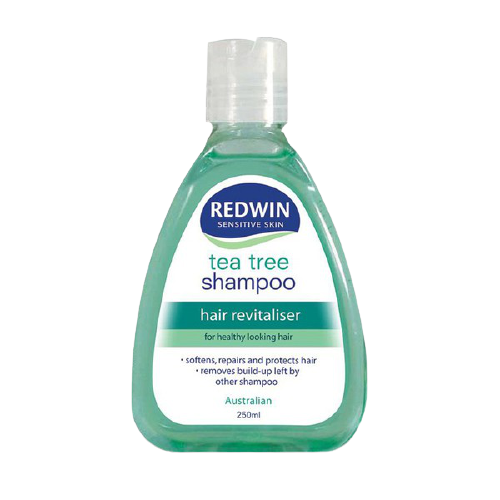 REDWIN
SENSITIVE SKIN
tea tree
shampoo
hair revitaliser
for healthy looking hair
• softens, repairs and protects hair
• removes build-up left by
other shampoo
Australian
250ml